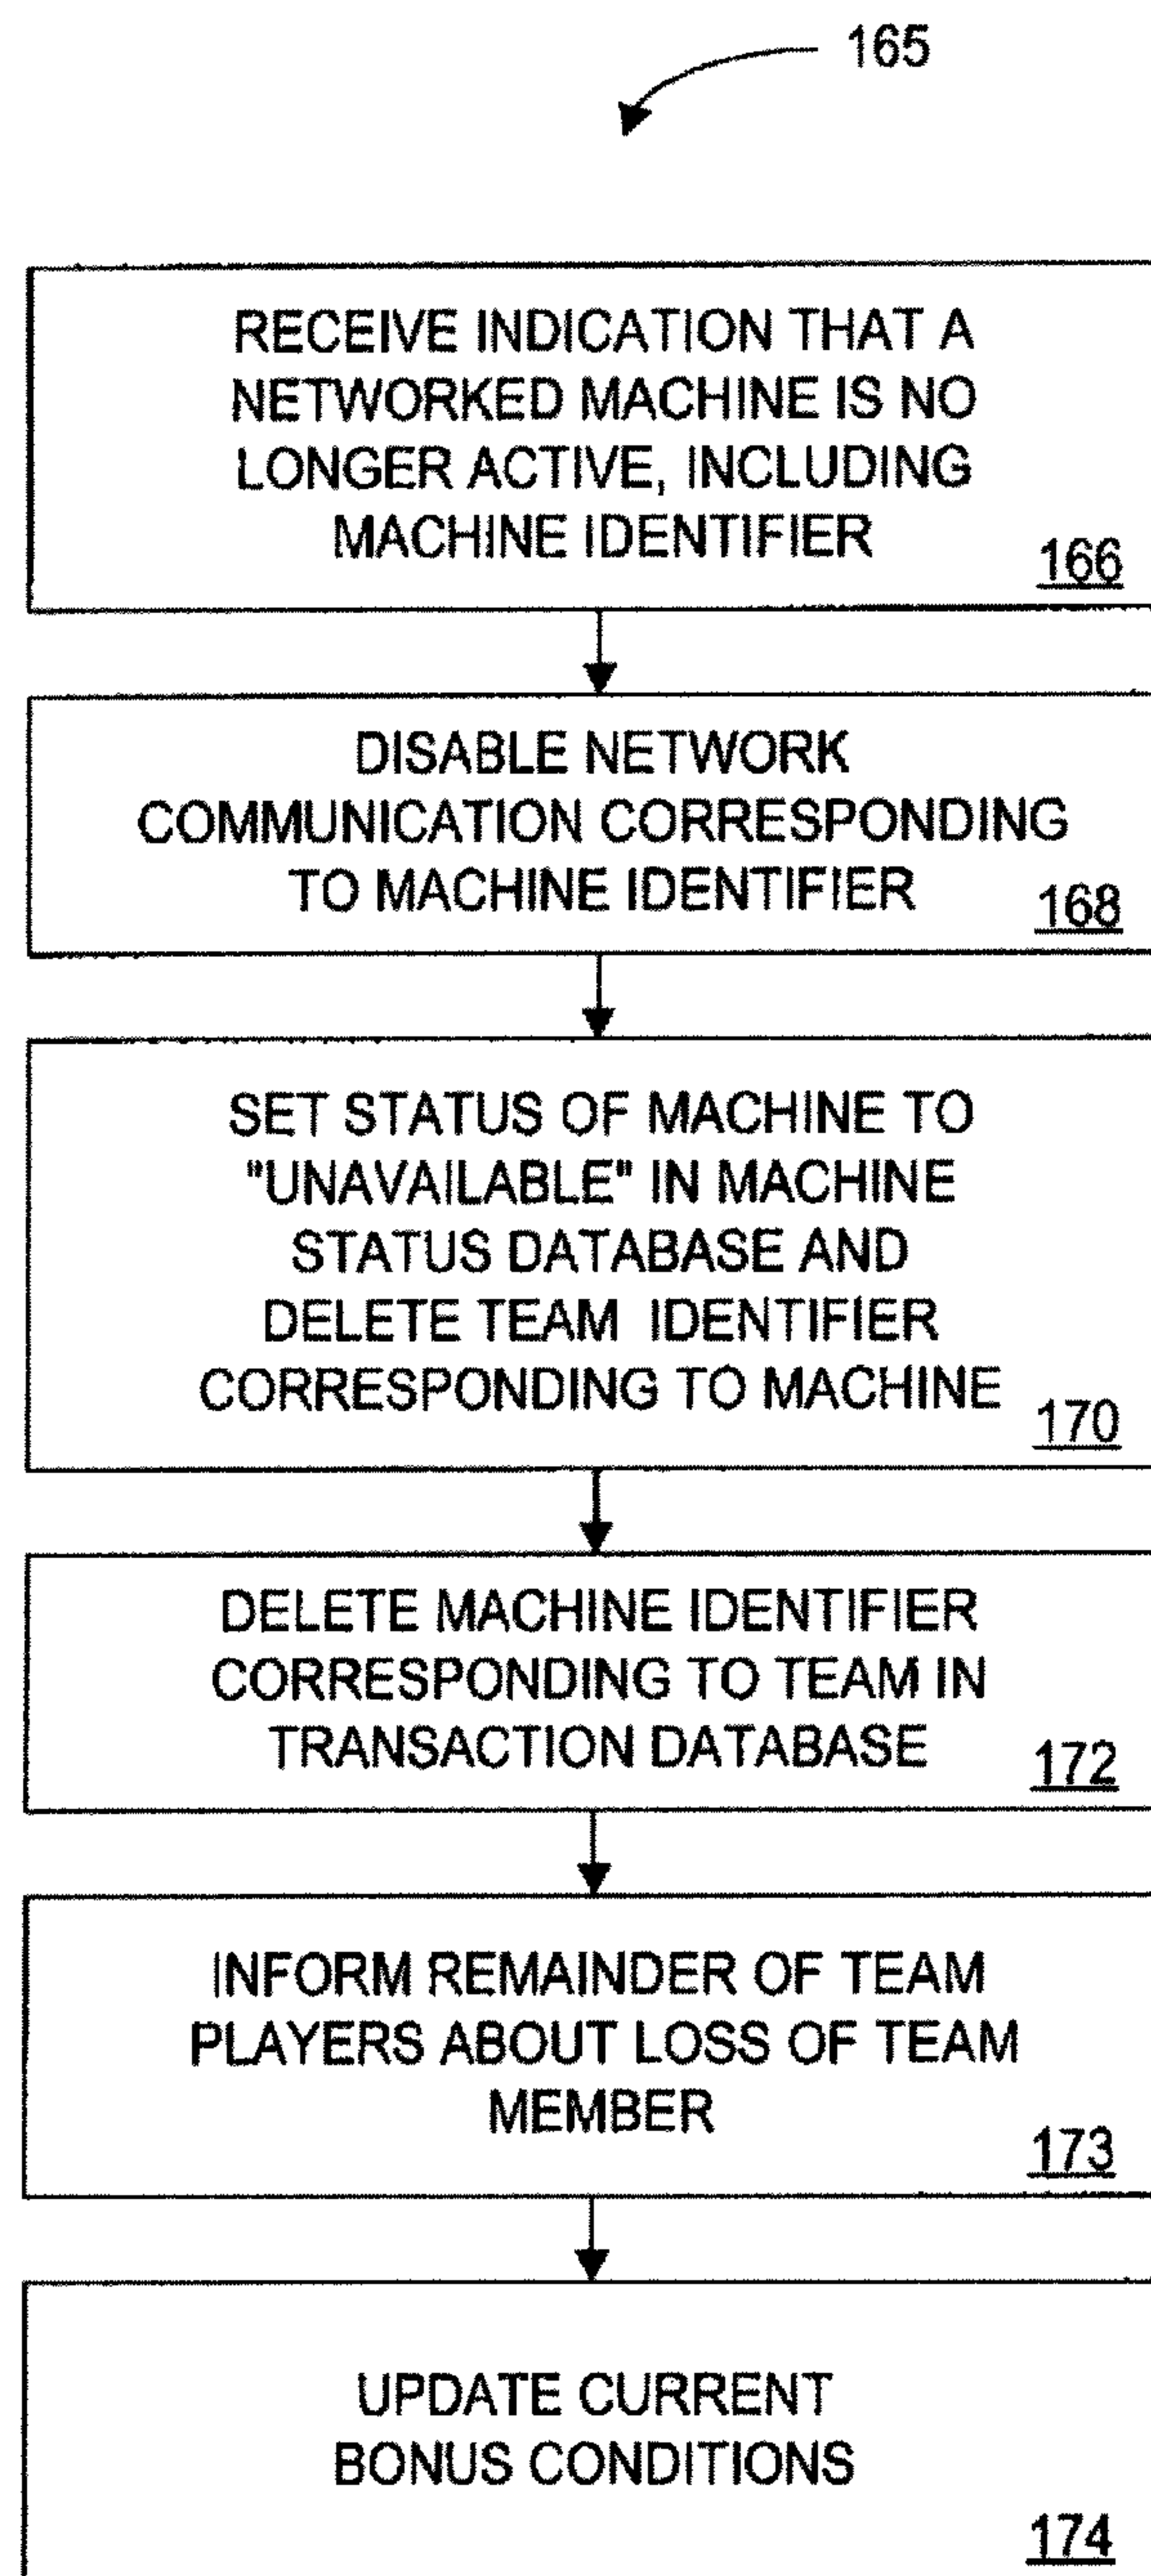 165
RECEIVE INDICATION THAT A
NETWORKED MACHINE IS NO
LONGER ACTIVE, INCLUDING
MACHINE IDENTIFIER
166
DISABLE NETWORK
COMMUNICATION CORRESPONDING
TO MACHINE IDENTIFIER
168
SET STATUS OF MACHINE TO
"UNAVAILABLE" IN MACHINE
STATUS DATABASE AND
DELETE TEAM IDENTIFIER
CORRESPONDING TO MACHINE
170
DELETE MACHINE IDENTIFIER
CORRESPONDING TO TEAM IN
TRANSACTION DATABASE
172
INFORM REMAINDER OF TEAM
PLAYERS ABOUT LOSS OF TEAM
MEMBER
173
UPDATE CURRENT
BONUS CONDITIONS
174